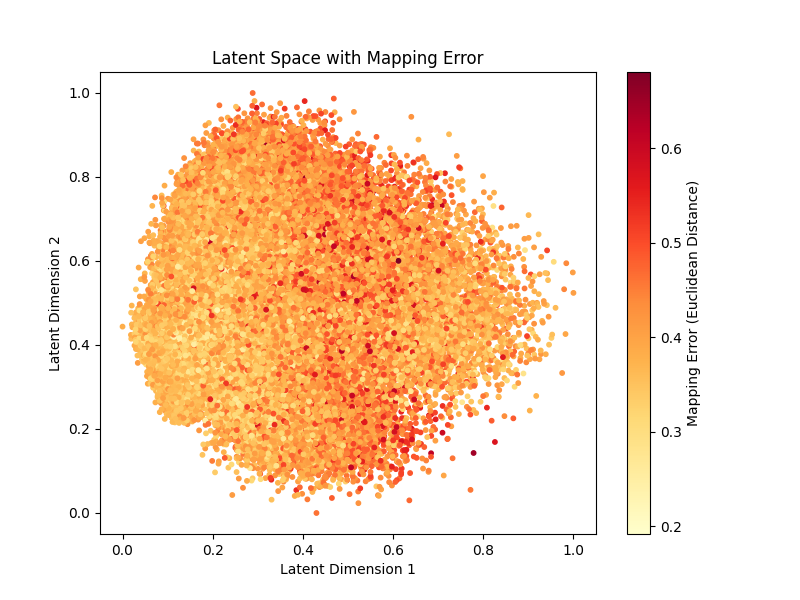 Latent Space with Mapping Error
1.0
0.8
0.6
0.4
0.2
0.0
Latent Dimension 2
0.0 0.2 0.4 0.6 0.8 1.0
Latent Dimension 1
0.6
0.5
0.4
0.3
0.2
Mapping Error (Euclidean Distance)